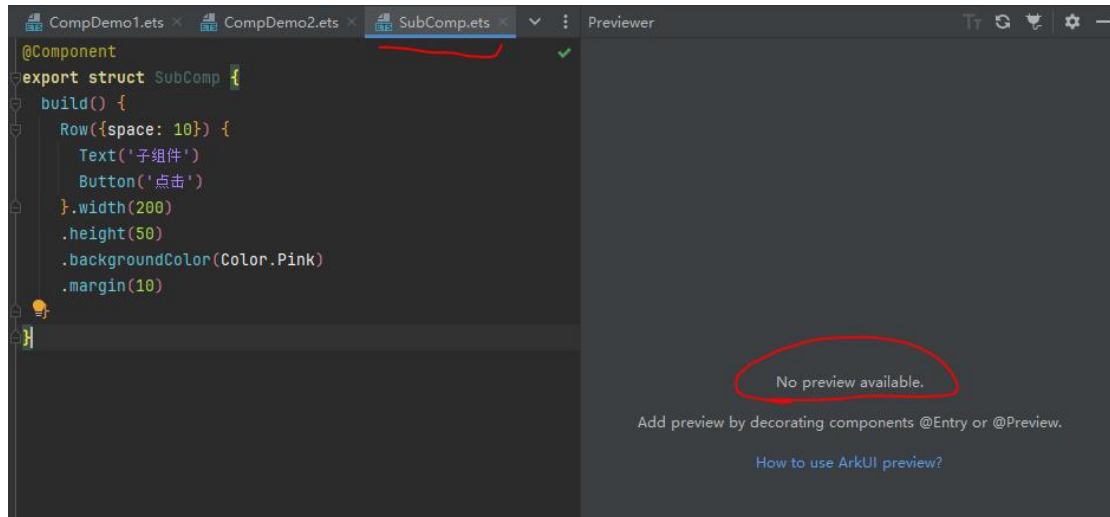 CompDemo1.ets CompDemo2.ets SubComp.ets Previewer
@Component
export struct SubComp {
build() {
Row({space: 10}) {
Text('子组件')
Button('点击')
}.width(200)
.height(50)
.backgroundColor(Color.Pink)
.margin(10)
}
}
No preview available.
Add preview by decorating components @Entry or @Preview.
How to use ArkUI preview?